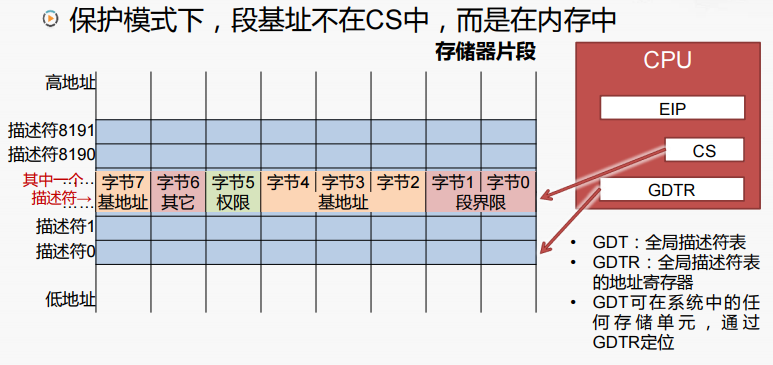 保护模式下，段基址不在CS中，而是在内存中
存储器片段
高地址
描述符8191
描述符8190
其中一个……
描述符→……
字节7 字节6 字节5 字节4 字节3 字节2 字节1 字节0
基地址 其它 权限 基地址 段界限
描述符1
描述符0
低地址
CPU
EIP
CS
GDTR
• GDT：全局描述符表
• GDTR：全局描述符表
的地址寄存器
• GDT可在系统中的任
何存储单元，通过
GDTR定位